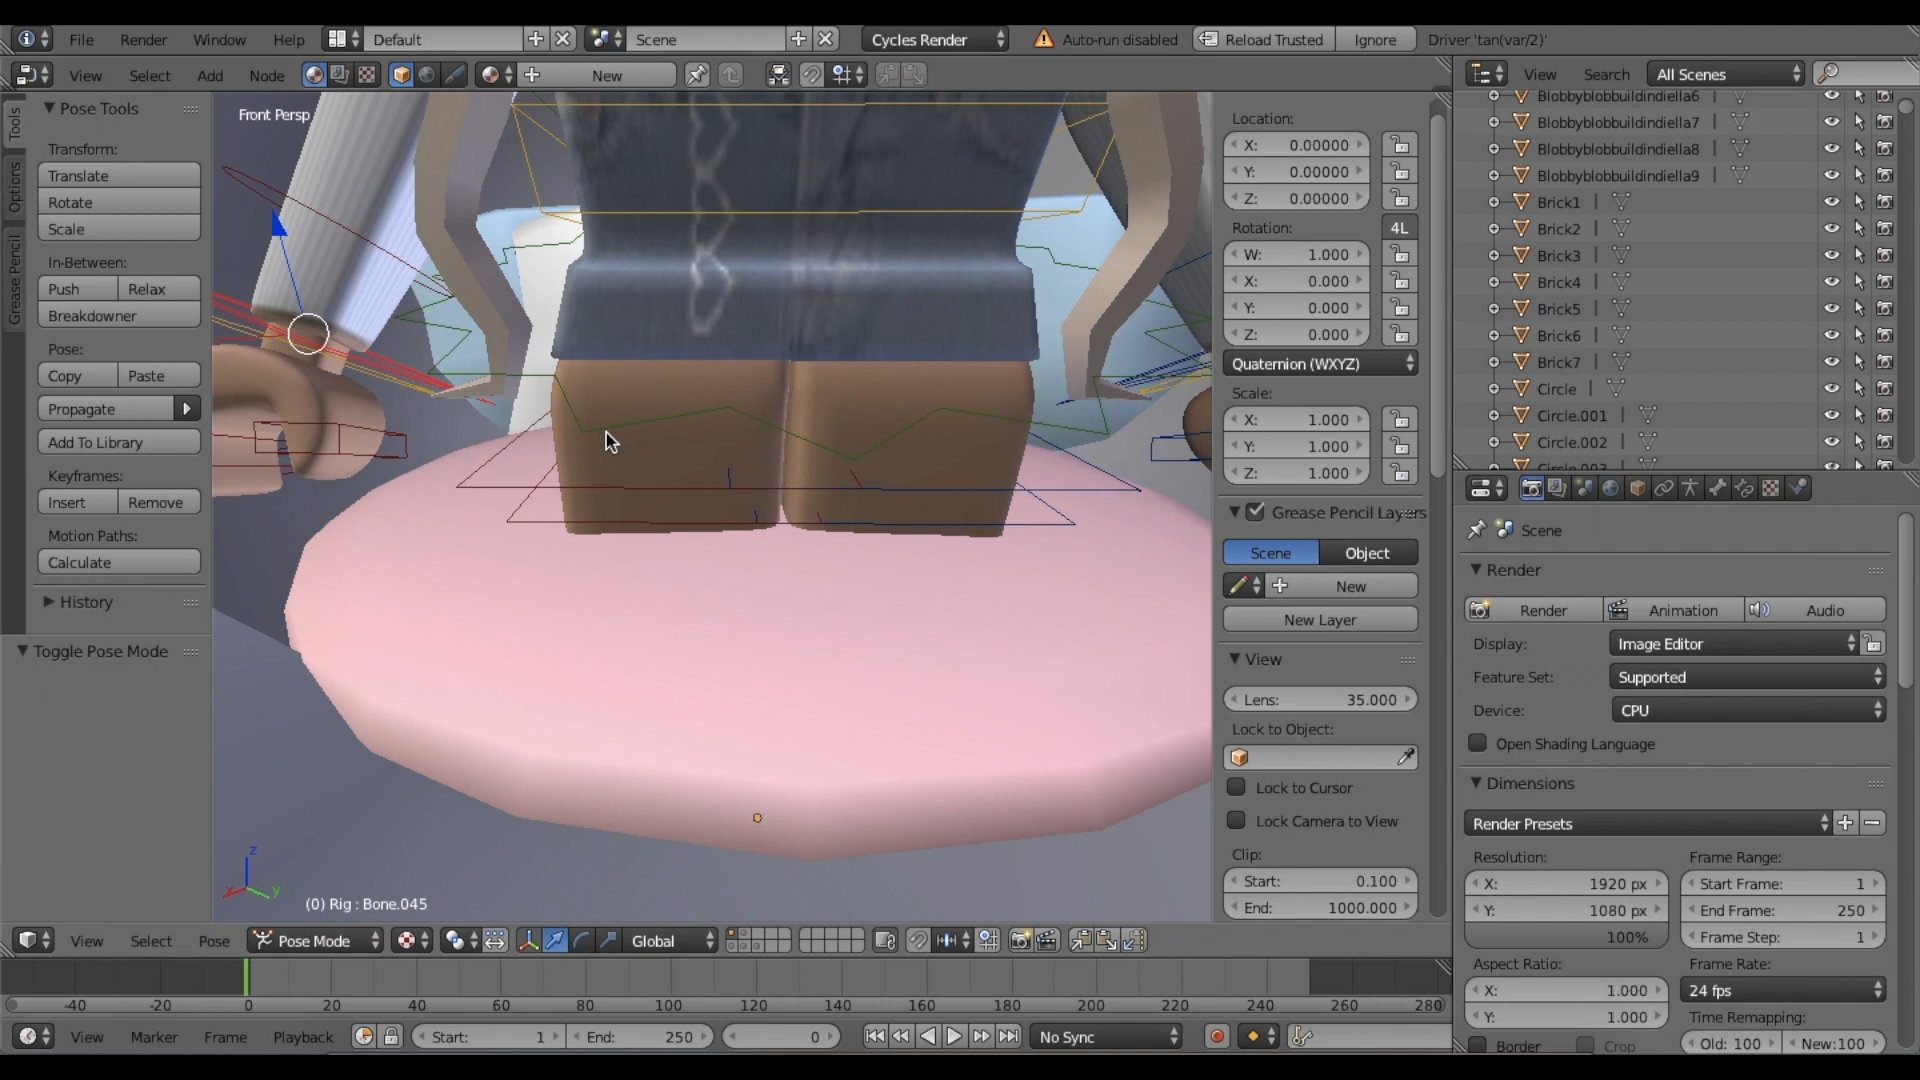 File Render Window Help Default Scene Cycles Render Auto-run disabled Reload Trusted Ignore Driver 'tan(var/2)'
View Select Add Node New
View Search All Scenes
Tools
Options
Grease Pencil
Pose Tools
Transform:
Translate
Rotate
Scale
In-Between:
Push Relax
Breakdowner
Pose:
Copy Paste
Propagate
Add To Library
Keyframes:
Insert Remove
Motion Paths:
Calculate
History
Toggle Pose Mode
Front Persp
z
x
y
(0) Rig : Bone.045
Location:
X: 0.00000
Y: 0.00000
Z: 0.00000
Rotation: 4L
W: 1.000
X: 0.000
Y: 0.000
Z: 0.000
Quaternion (WXYZ)
Scale:
X: 1.000
Y: 1.000
Z: 1.000
Grease Pencil Layers
Scene Object
New
New Layer
View
Lens: 35.000
Lock to Object:
Lock to Cursor
Lock Camera to View
Clip:
Start: 0.100
End: 1000.000
Blobbyblobbuildindiella6
Blobbyblobbuildindiella7
Blobbyblobbuildindiella8
Blobbyblobbuildindiella9
Brick1
Brick2
Brick3
Brick4
Brick5
Brick6
Brick7
Circle
Circle.001
Circle.002
Circle.003
Scene
Render
Render Animation Audio
Display: Image Editor
Feature Set: Supported
Device: CPU
Open Shading Language
Dimensions
Render Presets
Resolution: Frame Range:
X: 1920 px Start Frame: 1
Y: 1080 px End Frame: 250
100% Frame Step: 1
Aspect Ratio: Frame Rate:
X: 1.000 24 fps
Y: 1.000 Time Remapping:
Border Crop Old: 100 New:100
View Select Pose Pose Mode Global
-40 -20 0 20 40 60 80 100 120 140 160 180 200 220 240 260 280
View Marker Frame Playback Start: 1 End: 250 0 No Sync